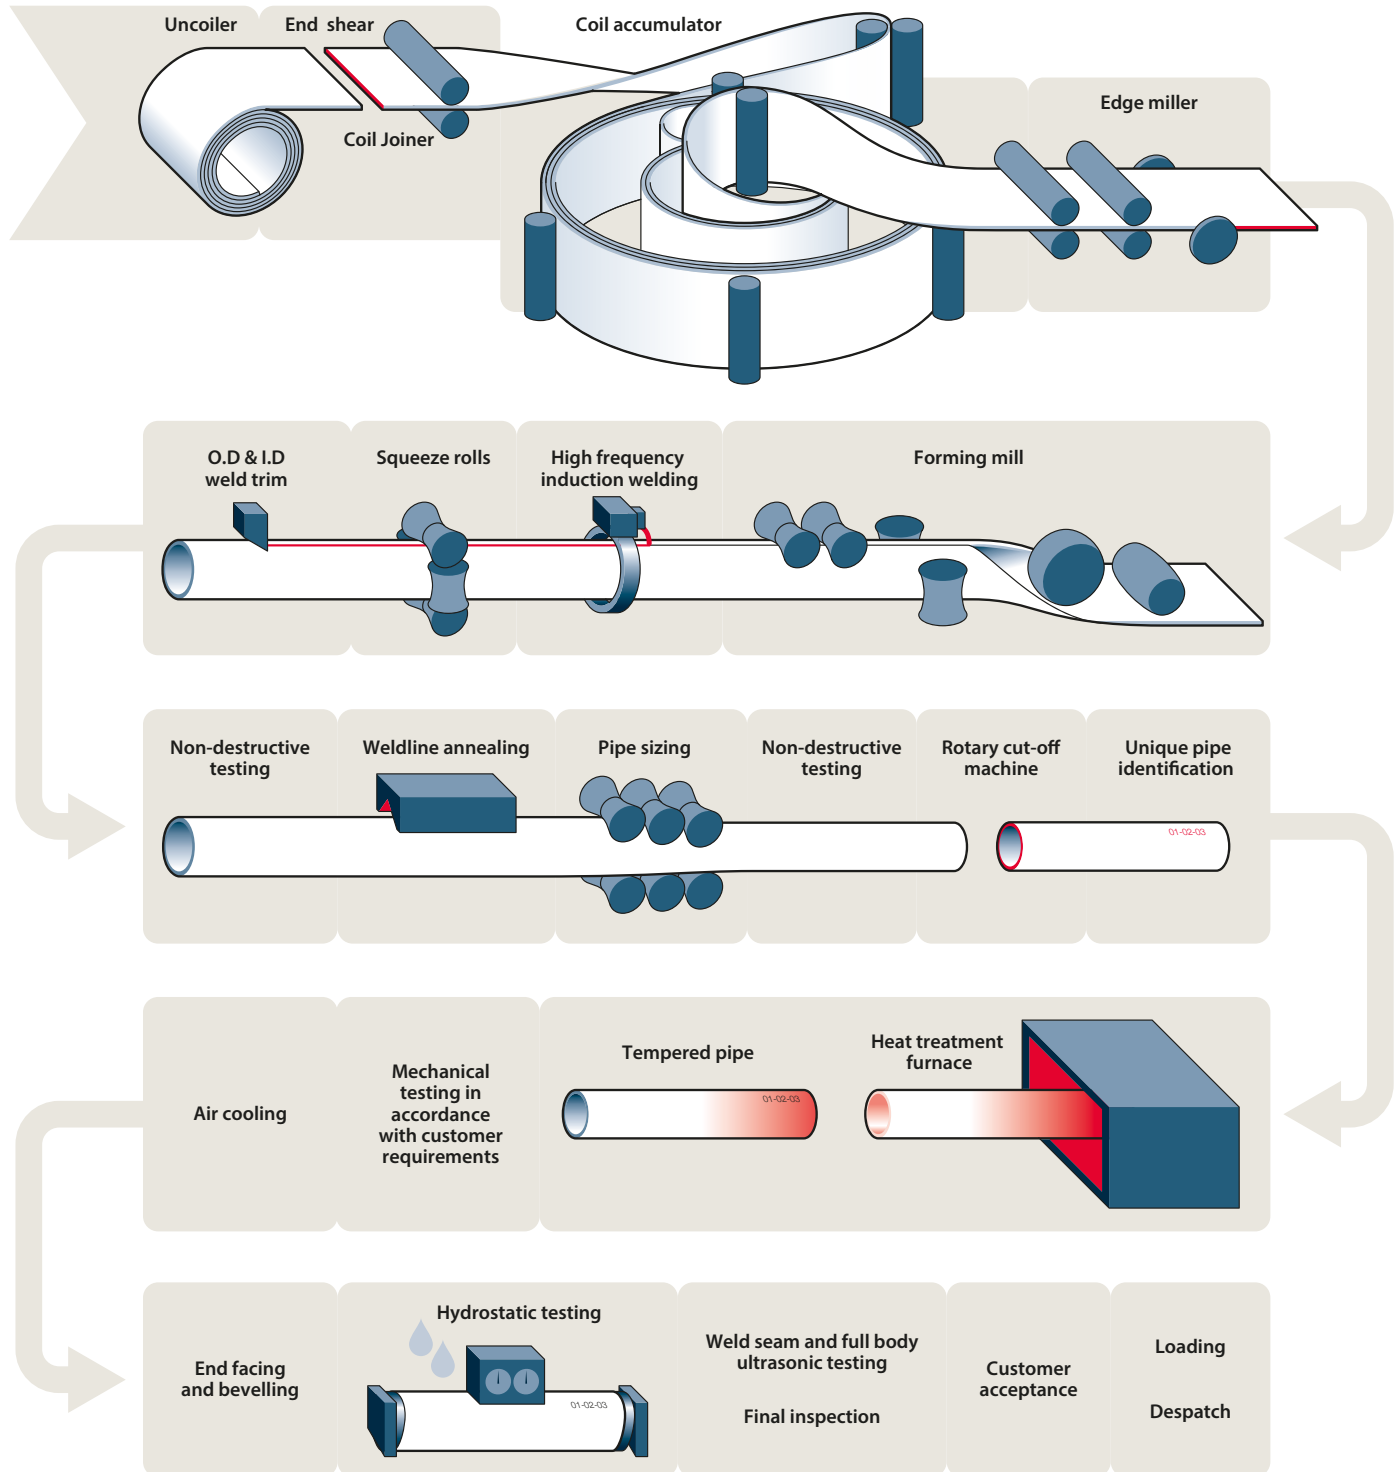 Uncoiler
End shear
Coil accumulator
Coil Joiner
Edge miller
O.D & I.D
weld trim
Squeeze rolls
High frequency
induction welding
Forming mill
Non-destructive
testing
Weldline annealing
Pipe sizing
Non-destructive
testing
Rotary cut-off
machine
Unique pipe
identification
01-02-03
Air cooling
Mechanical
testing in
accordance
with customer
requirements
Tempered pipe
01-02-03
Heat treatment
furnace
End facing
and bevelling
Hydrostatic testing
01-02-03
Weld seam and full body
ultrasonic testing
Final inspection
Customer
acceptance
Loading
Despatch